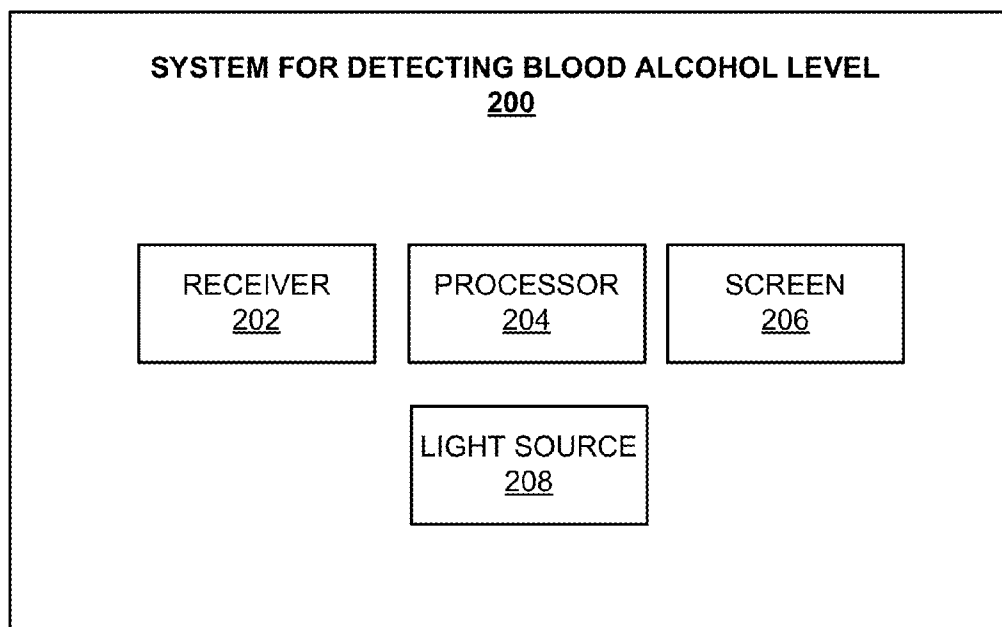 SYSTEM FOR DETECTING BLOOD ALCOHOL LEVEL
200
RECEIVER
202
PROCESSOR
204
SCREEN
206
LIGHT SOURCE
208